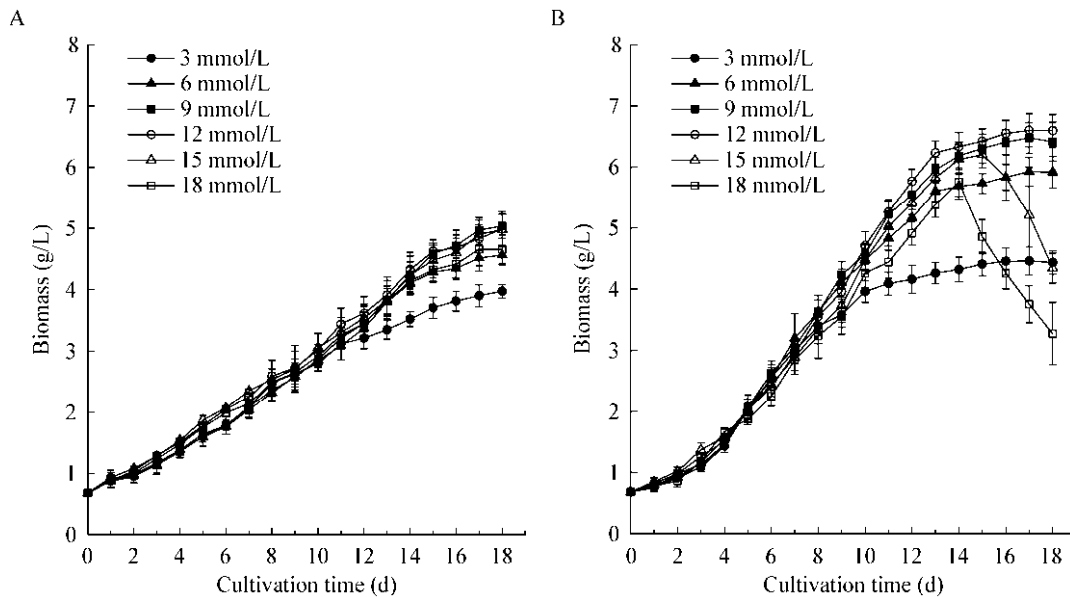 A
8
7
6
5
4
3
2
1
0
Biomass (g/L)
3 mmol/L
6 mmol/L
9 mmol/L
12 mmol/L
15 mmol/L
18 mmol/L
0 2 4 6 8 10 12 14 16 18
Cultivation time (d)
B
8
7
6
5
4
3
2
1
0
Biomass (g/L)
3 mmol/L
6 mmol/L
9 mmol/L
12 mmol/L
15 mmol/L
18 mmol/L
0 2 4 6 8 10 12 14 16 18
Cultivation time (d)